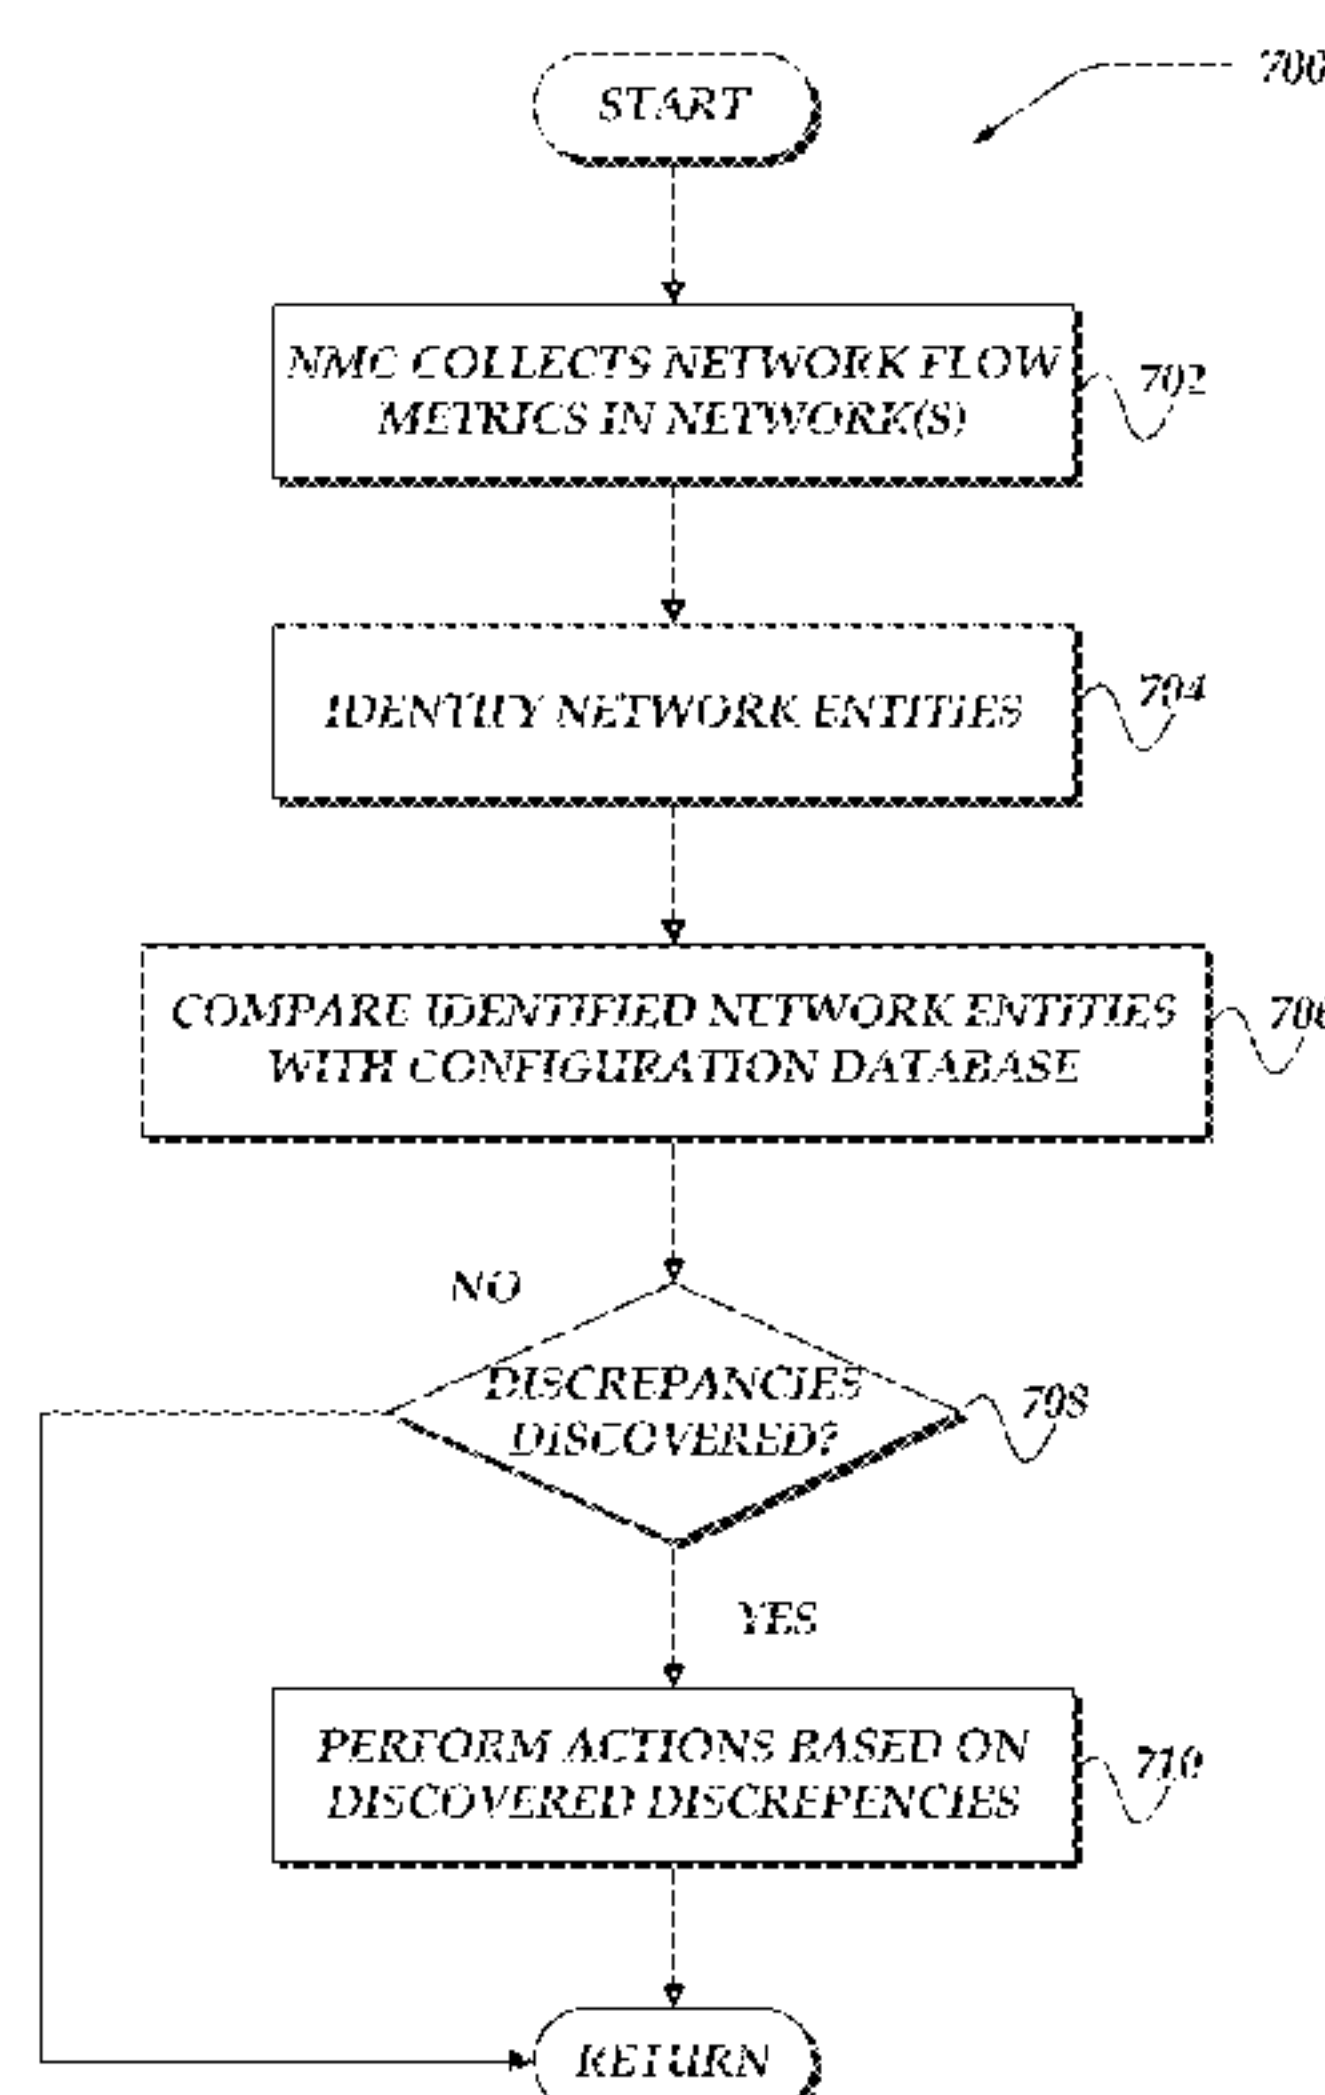 START
700
NMC COLLECTS NETWORK FLOW
METRICS IN NETWORK(S)
702
IDENTIFY NETWORK ENTITIES
704
COMPARE IDENTIFIED NETWORK ENTITIES
WITH CONFIGURATION DATABASE
706
NO
DISCREPANCIES
DISCOVERED?
708
YES
PERFORM ACTIONS BASED ON
DISCOVERED DISCREPENCIES
710
RETURN